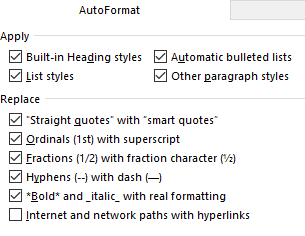 AutoFormat
Apply
Built-in Heading styles Automatic bulleted lists
List styles Other paragraph styles
Replace
"Straight quotes" with “smart quotes”
Ordinals (1st) with superscript
Fractions (1/2) with fraction character (½)
Hyphens (--) with dash (—)
*Bold* and _italic_ with real formatting
Internet and network paths with hyperlinks